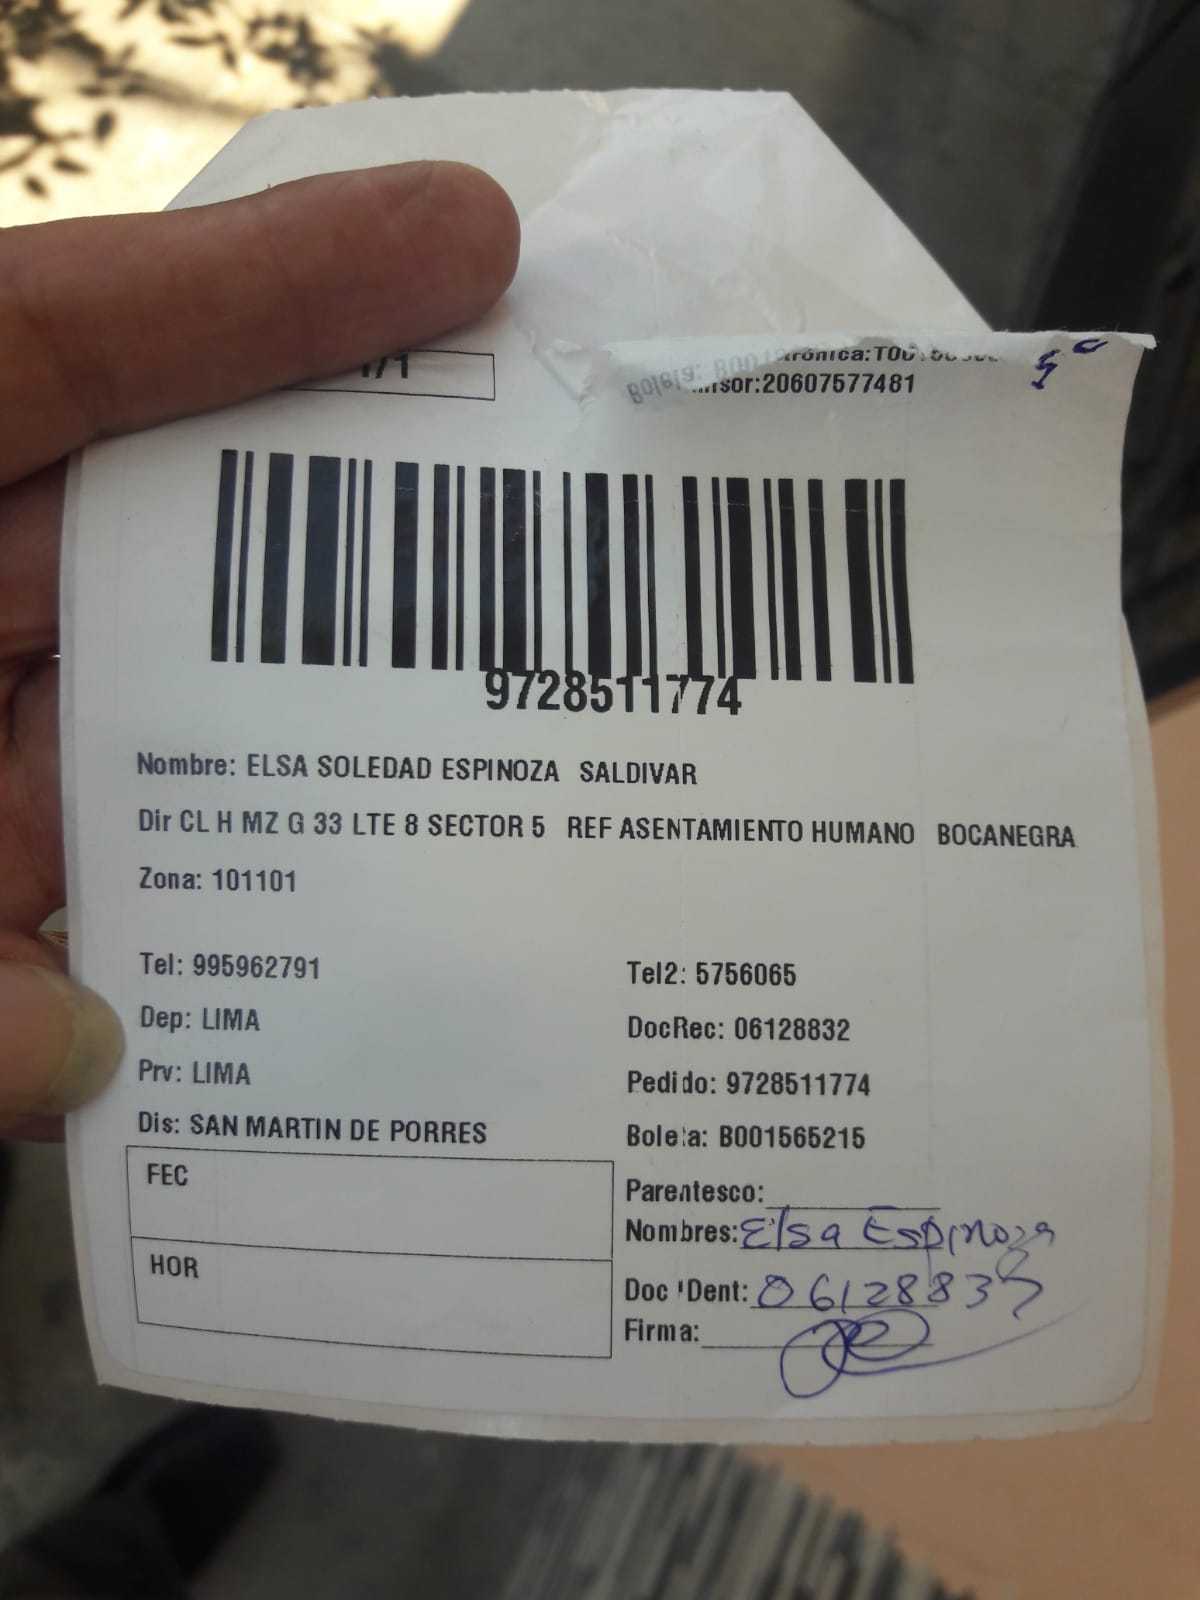 1/1
sor:20607577481
9728511774
Nombre: ELSA SOLEDAD ESPINOZA SALDIVAR
Dir CL H MZ G 33 LTE 8 SECTOR 5 REF ASENTAMIENTO HUMANO BOCANEGRA
Zona: 101101
Tel: 995962791 Tel2: 5756065
Dep: LIMA DocRec: 06128832
Prv: LIMA Pedido: 9728511774
Dis: SAN MARTIN DE PORRES Boleta: B001565215
FEC Parentesco:
Nombres: Elsa Espinoza
HOR Doc Dent: 06128832
Firma: